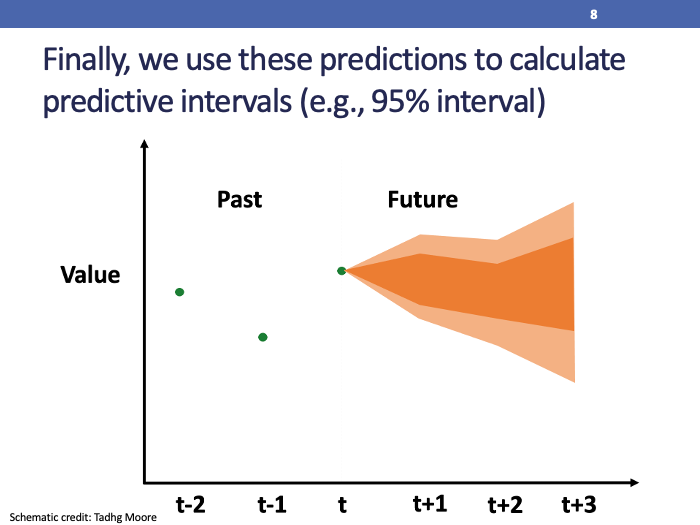 8
Finally, we use these predictions to calculate
predictive intervals (e.g., 95% interval)
Past
Future
Value
t-2
t-1
t
t+1
t+2
t+3
Schematic credit: Tadhg Moore